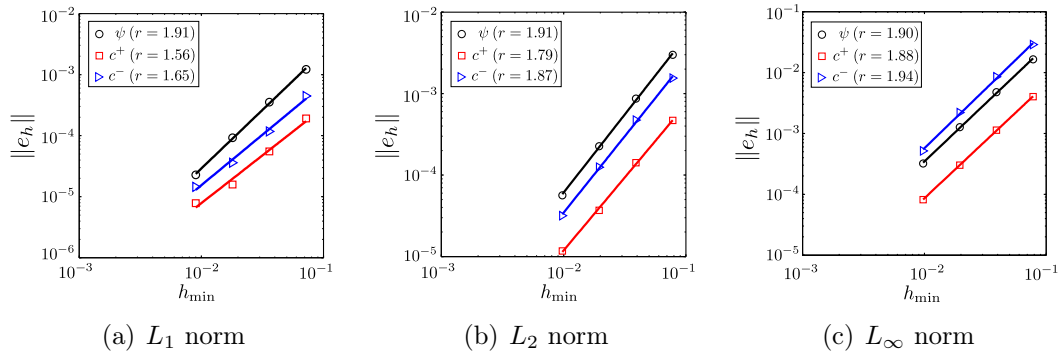 10⁻²
ψ (r = 1.91)
c⁺ (r = 1.56)
c⁻ (r = 1.65)
10⁻³
10⁻⁴
10⁻⁵
10⁻⁶
‖e_h‖
10⁻³ 10⁻² 10⁻¹
h_min
(a) L₁ norm
10⁻²
ψ (r = 1.91)
c⁺ (r = 1.79)
c⁻ (r = 1.87)
10⁻³
10⁻⁴
10⁻⁵
‖e_h‖
10⁻³ 10⁻² 10⁻¹
h_min
(b) L₂ norm
10⁻¹
ψ (r = 1.90)
c⁺ (r = 1.88)
c⁻ (r = 1.94)
10⁻²
10⁻³
10⁻⁴
10⁻⁵
‖e_h‖
10⁻³ 10⁻² 10⁻¹
h_min
(c) L_∞ norm